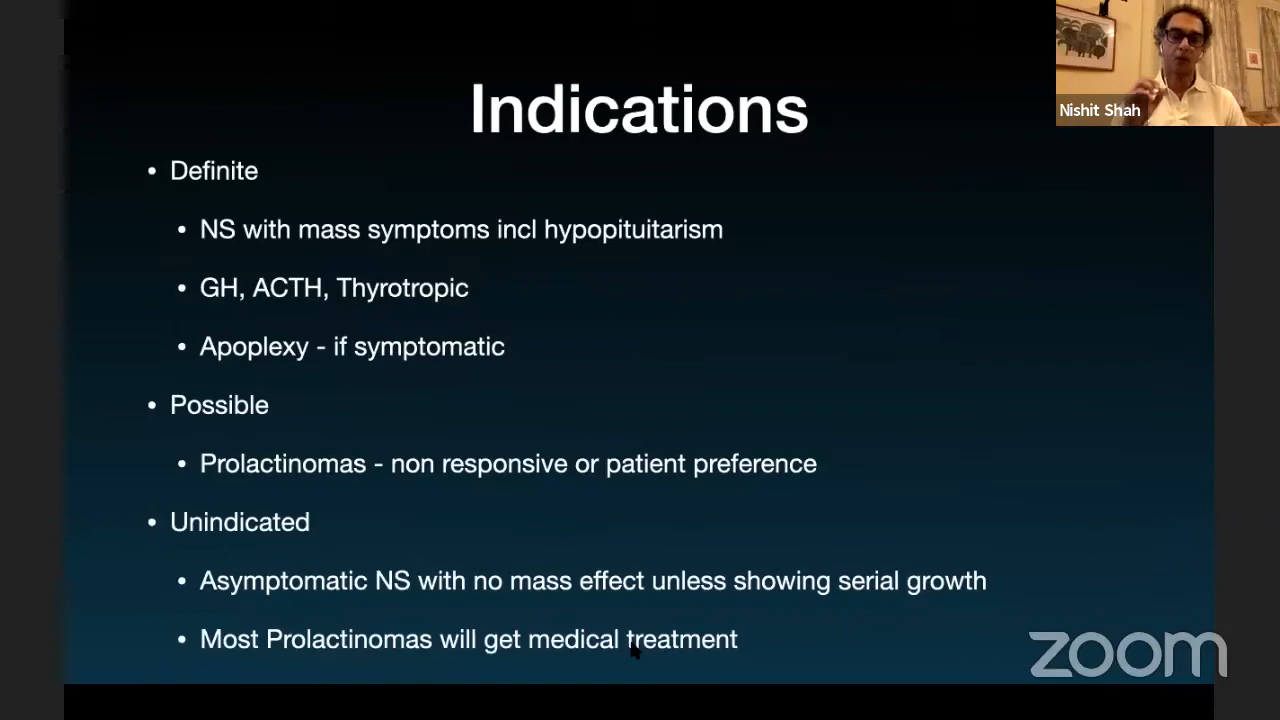 Indications
Nishit Shah
• Definite
• NS with mass symptoms incl hypopituitarism
• GH, ACTH, Thyrotropic
• Apoplexy - if symptomatic
• Possible
• Prolactinomas - non responsive or patient preference
• Unindicated
• Asymptomatic NS with no mass effect unless showing serial growth
• Most Prolactinomas will get medical treatment
zoom